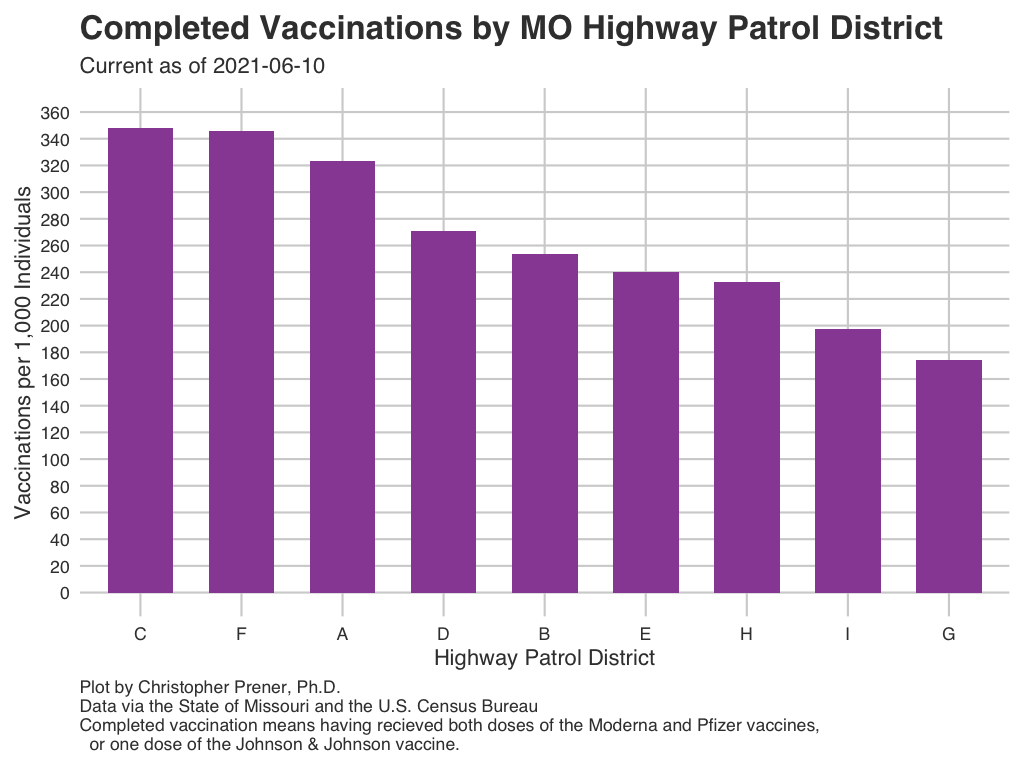 Completed Vaccinations by MO Highway Patrol District
Current as of 2021-06-10
Vaccinations per 1,000 Individuals
360
340
320
300
280
260
240
220
200
180
160
140
120
100
80
60
40
20
0
C F A D B E H I G
Highway Patrol District
Plot by Christopher Prener, Ph.D.
Data via the State of Missouri and the U.S. Census Bureau
Completed vaccination means having recieved both doses of the Moderna and Pfizer vaccines,
or one dose of the Johnson & Johnson vaccine.